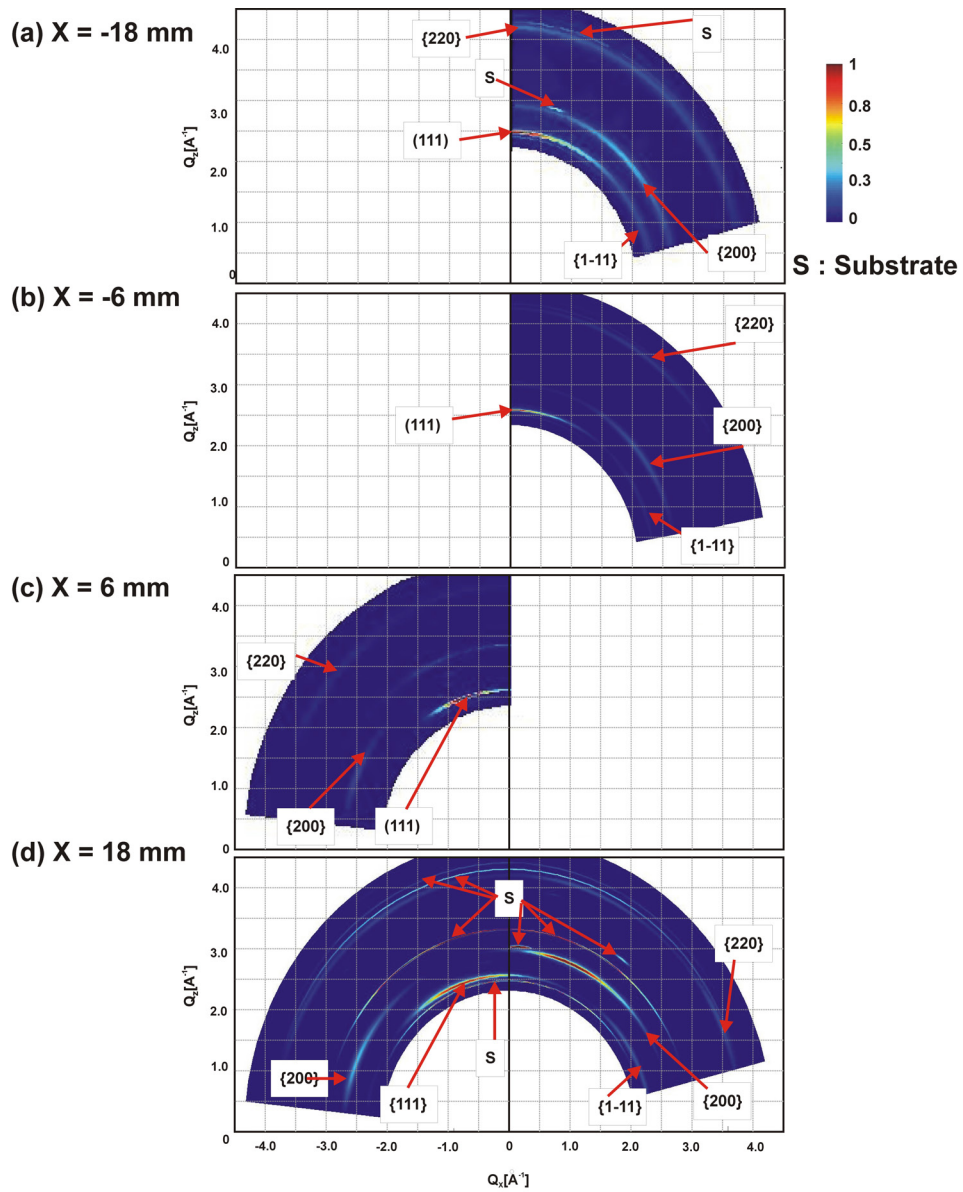 (a) X = -18 mm
4.0
3.0
2.0
1.0
0
Qz[A⁻¹]
{220}
S
S
(111)
{1-11}
{200}
1
0.8
0.6
0.3
0
S : Substrate
(b) X = -6 mm
4.0
3.0
2.0
1.0
0
Qz[A⁻¹]
{220}
(111)
{200}
{1-11}
(c) X = 6 mm
4.0
3.0
2.0
1.0
0
Qz[A⁻¹]
{220}
{200}
(111)
(d) X = 18 mm
4.0
3.0
2.0
1.0
0
Qz[A⁻¹]
S
{220}
S
{200}
{111}
{1-11}
{200}
-4.0 -3.0 -2.0 -1.0 0 1.0 2.0 3.0 4.0
Qx[A⁻¹]